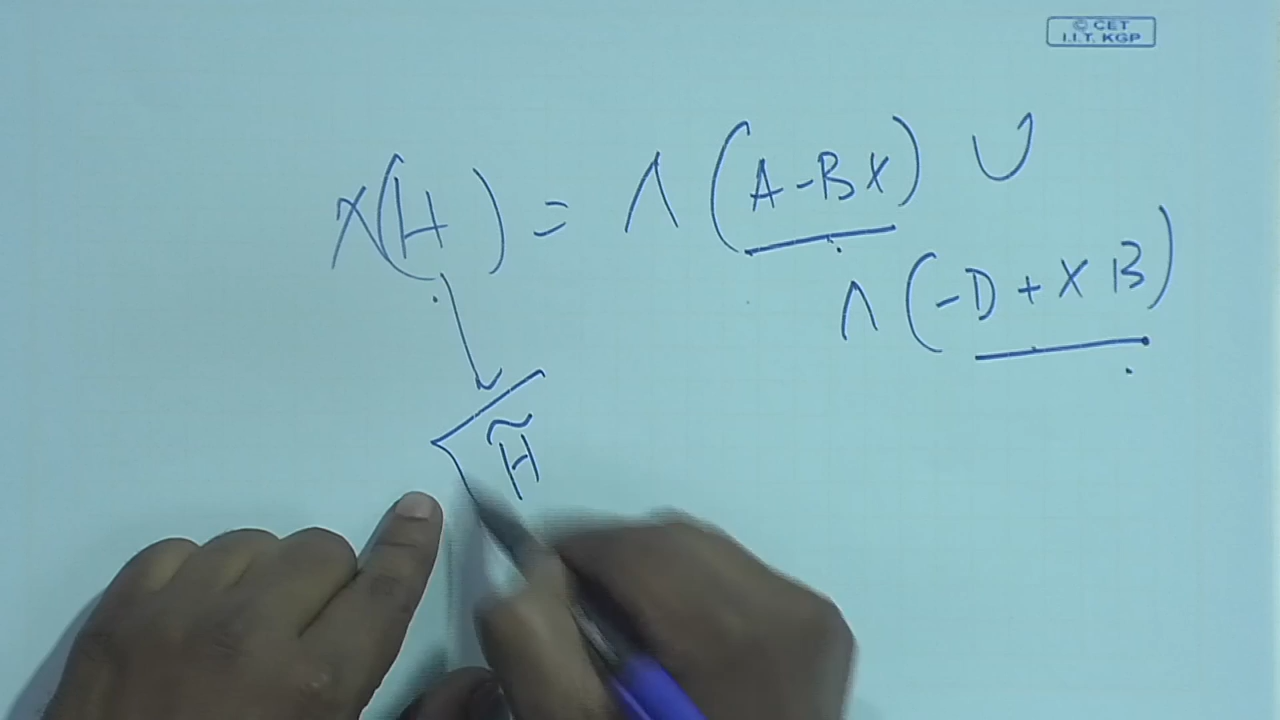 © CET
I.I.T. KGP
λ(H) = Λ (A - BX) ∪
Λ (-D + XB)
H̃